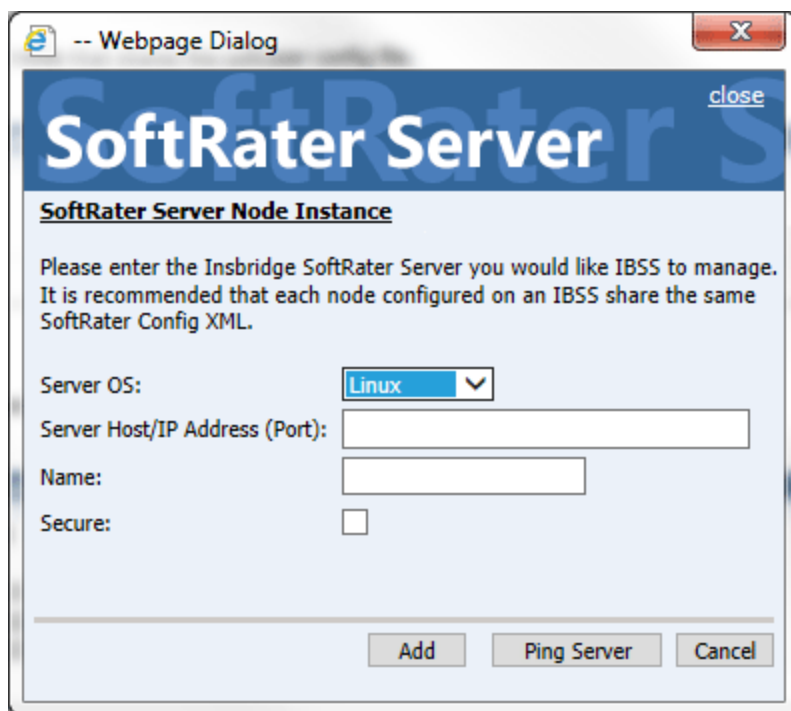 -- Webpage Dialog
close
SoftRater Server
SoftRater Server Node Instance
Please enter the Insbridge SoftRater Server you would like IBSS to manage.
It is recommended that each node configured on an IBSS share the same
SoftRater Config XML.
Server OS:
Linux
Server Host/IP Address (Port):
Name:
Secure:
Add
Ping Server
Cancel